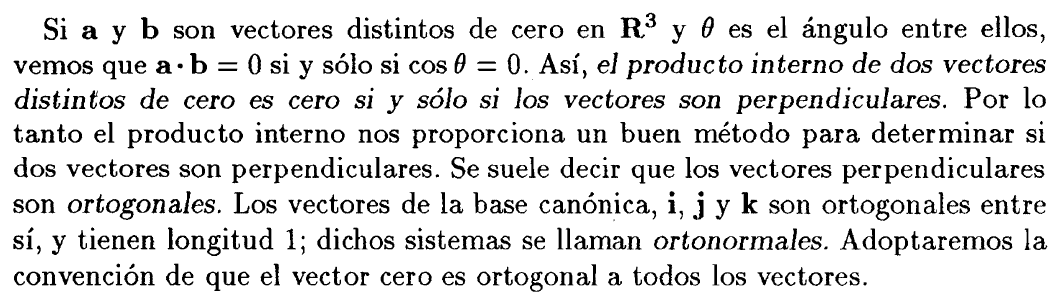 Si a y b son vectores distintos de cero en R³ y θ es el ángulo entre ellos,
vemos que a · b = 0 si y sólo si cos θ = 0. Así, el producto interno de dos vectores
distintos de cero es cero si y sólo si los vectores son perpendiculares. Por lo
tanto el producto interno nos proporciona un buen método para determinar si
dos vectores son perpendiculares. Se suele decir que los vectores perpendiculares
son ortogonales. Los vectores de la base canónica, i, j y k son ortogonales entre
sí, y tienen longitud 1; dichos sistemas se llaman ortonormales. Adoptaremos la
convención de que el vector cero es ortogonal a todos los vectores.